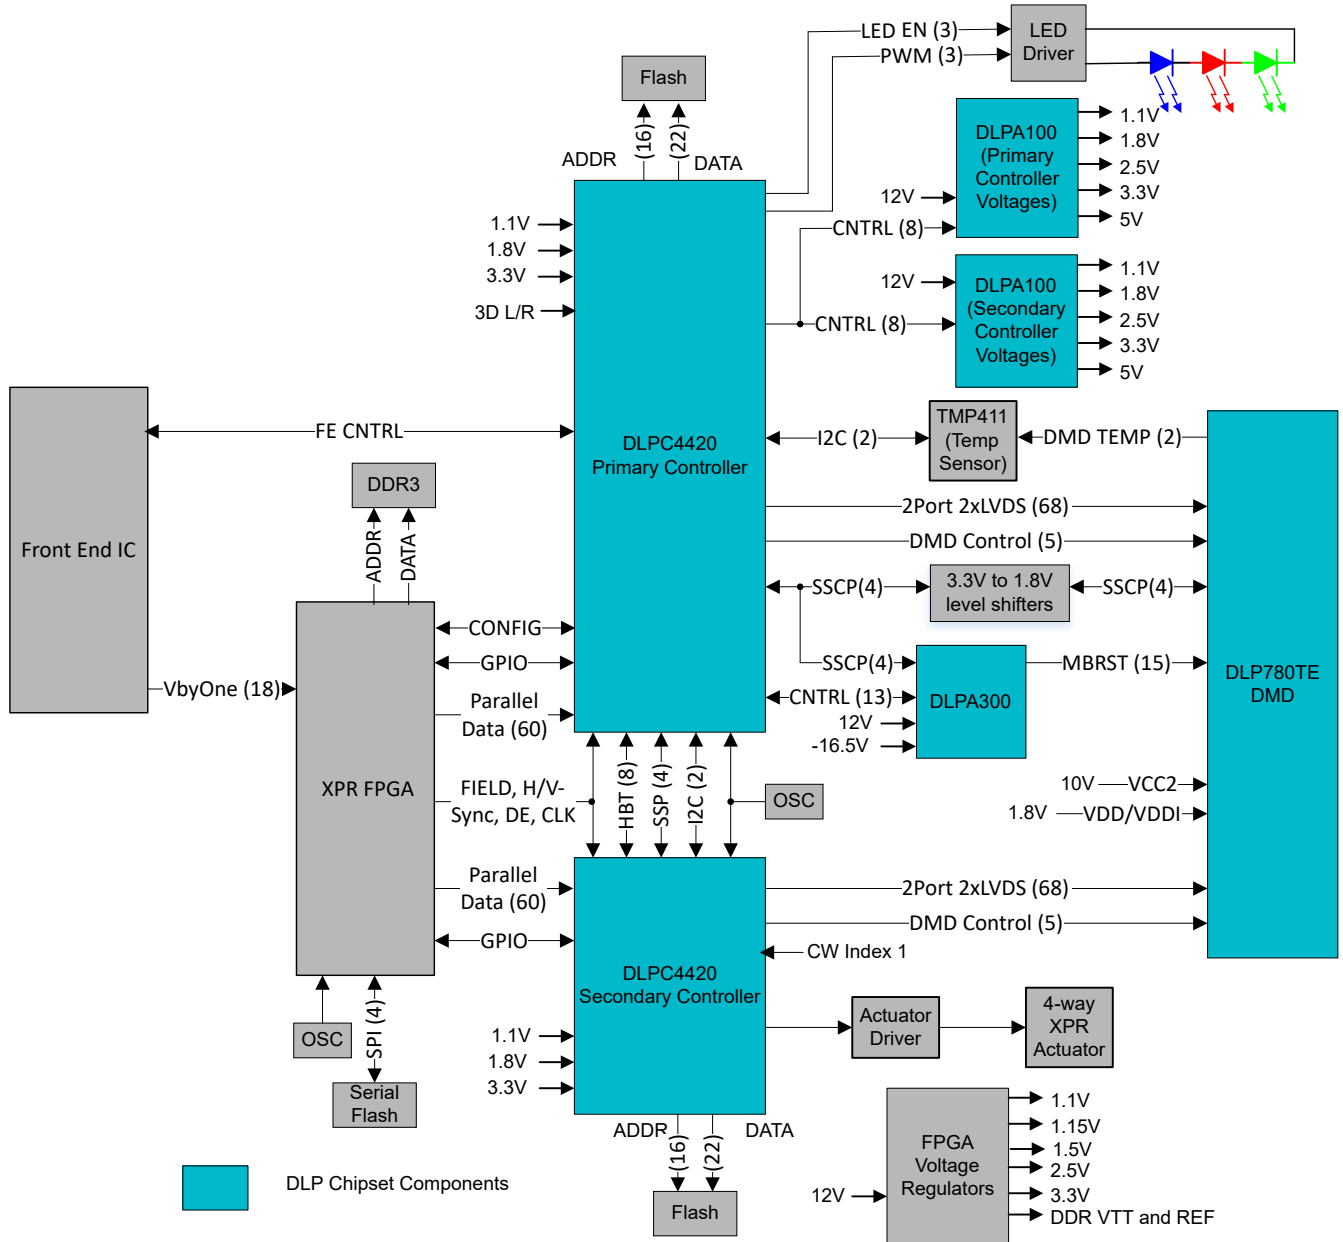 LED EN (3)
PWM (3)
LED
Driver
Flash
(16)
(22)
ADDR
DATA
DLPA100
(Primary
Controller
Voltages)
12V
CNTRL (8)
1.1V
1.8V
2.5V
3.3V
5V
1.1V
1.8V
3.3V
3D L/R
12V
CNTRL (8)
DLPA100
(Secondary
Controller
Voltages)
1.1V
1.8V
2.5V
3.3V
5V
Front End IC
FE CNTRL
DLPC4420
Primary Controller
I2C (2)
TMP411
(Temp
Sensor)
DMD TEMP (2)
DDR3
ADDR
DATA
2Port 2xLVDS (68)
DMD Control (5)
SSCP(4)
3.3V to 1.8V
level shifters
SSCP(4)
CONFIG
GPIO
SSCP(4)
MBRST (15)
DLPA300
CNTRL (13)
12V
-16.5V
DLP780TE
DMD
VbyOne (18)
Parallel
Data (60)
XPR FPGA
FIELD, H/V-
Sync, DE, CLK
HBT (8)
SSP (4)
I2C (2)
OSC
10V
VCC2
1.8V
VDD/VDDI
Parallel
Data (60)
GPIO
2Port 2xLVDS (68)
DMD Control (5)
CW Index 1
DLPC4420
Secondary Controller
OSC
SPI (4)
Serial
Flash
1.1V
1.8V
3.3V
Actuator
Driver
4-way
XPR
Actuator
ADDR
DATA
(16)
(22)
Flash
12V
FPGA
Voltage
Regulators
1.1V
1.15V
1.5V
2.5V
3.3V
DDR VTT and REF
DLP Chipset Components